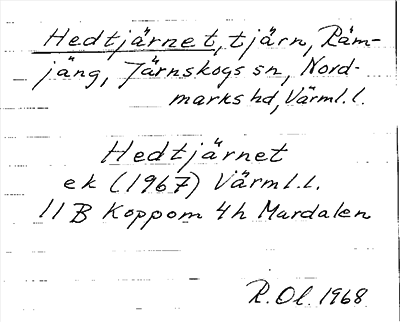 Hedtjärnet, tjärn, Räm-
jäng, Järnskogs sn, Nord-
marks hd, Värml.l.
Hedtjärnet
ek (1967) Värml.l.
11 B Koppom 4h Mardalen
R.Ol. 1968